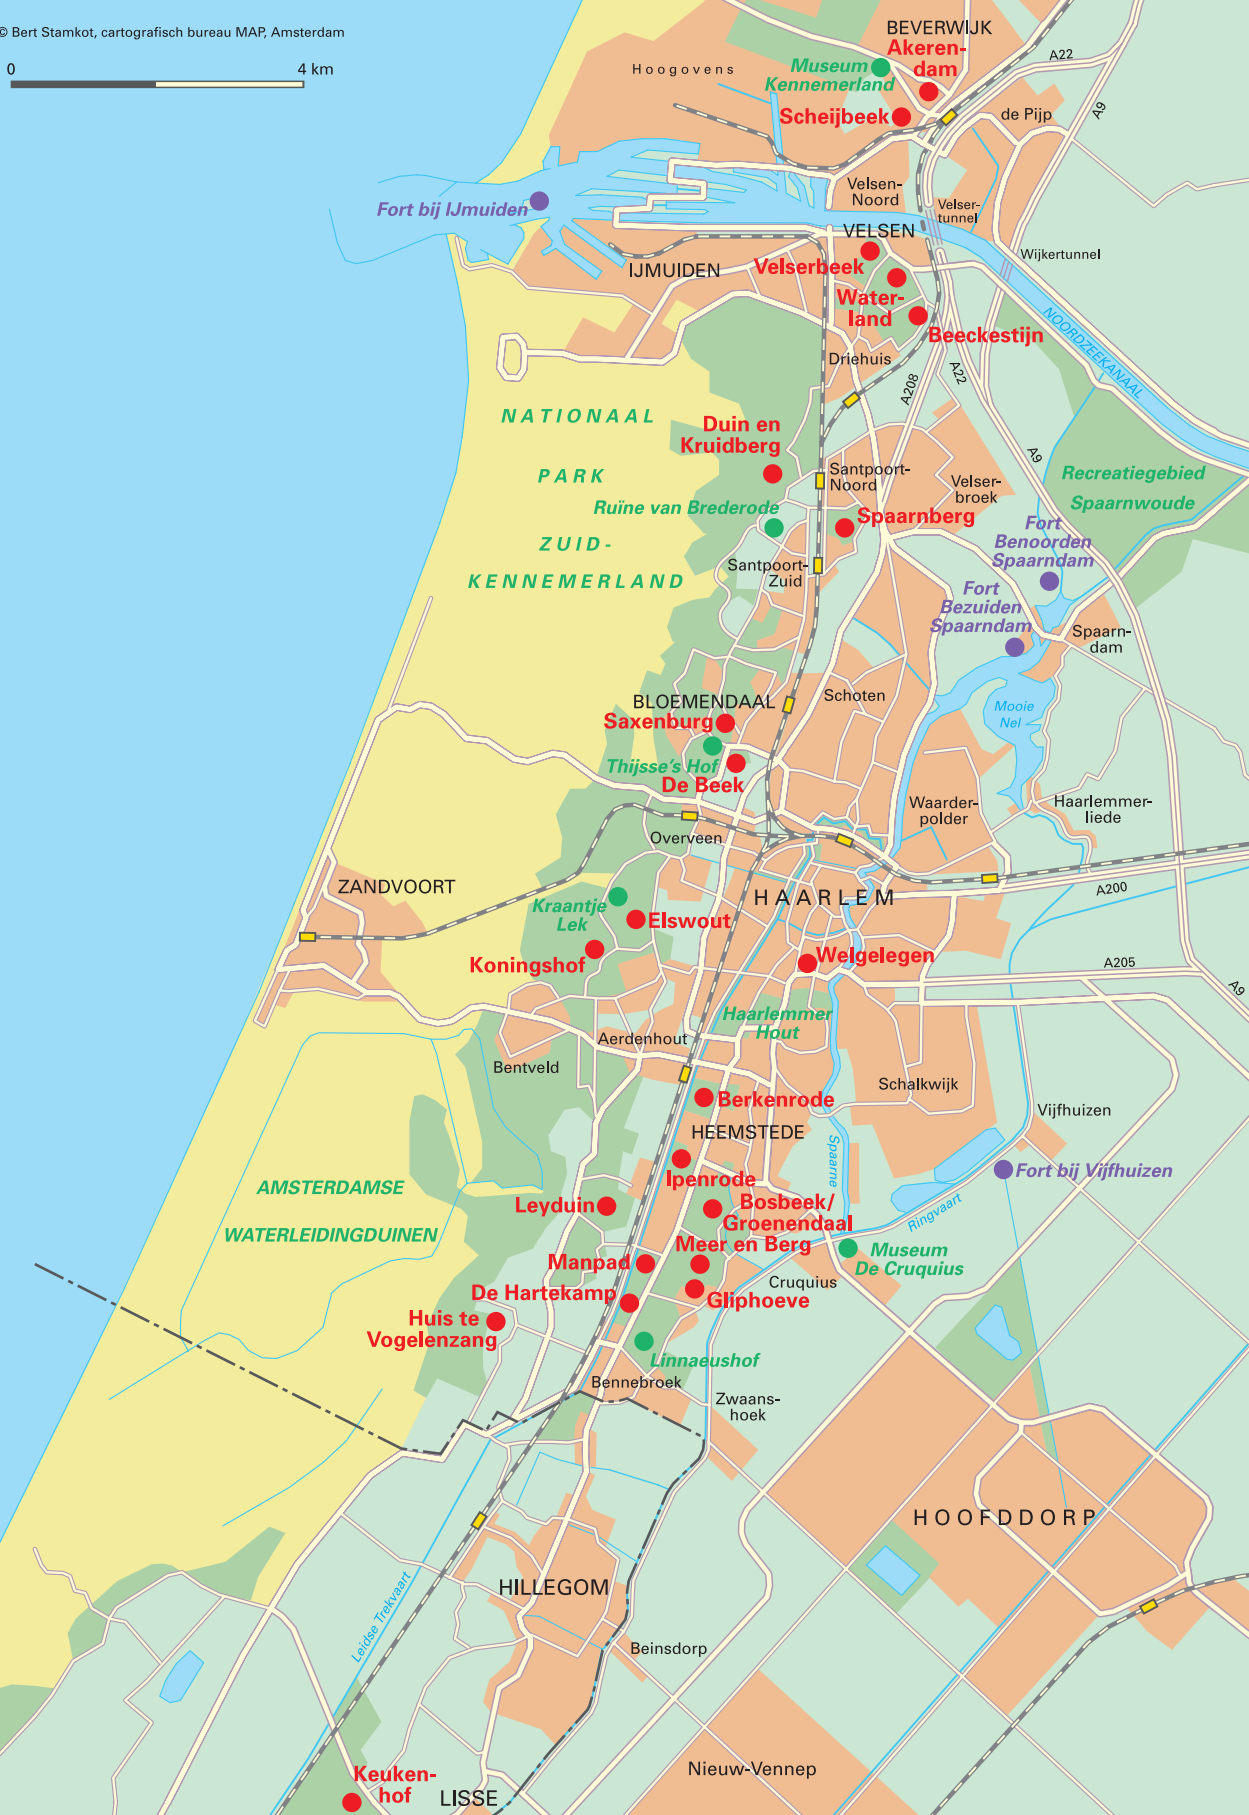 © Bert Stamkot, cartografisch bureau MAP, Amsterdam
0
4 km
BEVERWIJK
Akeren-
dam
Museum
Kennemerland
Hoogovens
A22
A9
Scheijbeek
de Pijp
Velsen-
Noord
Velser-
tunnel
Fort bij IJmuiden
VELSEN
IJMUIDEN
Velserbeek
Wijkertunnel
Water-
land
Beeckestijn
NOORDZEEKANAAL
Driehuis
A208
A22
NATIONAAL
PARK
ZUID-
KENNEMERLAND
Duin en
Kruidberg
A9
Santpoort-
Noord
Velser-
broek
Recreatiegebied
Spaarnwoude
Ruïne van Brederode
Spaarnberg
Fort
Benoorden
Spaarndam
Santpoort-
Zuid
Fort
Bezuiden
Spaarndam
Spaarn-
dam
BLOEMENDAAL
Schoten
Saxenburg
Mooie
Nel
Thijsse's Hof
De Beek
Waarder-
polder
Haarlemmer-
liede
Overveen
ZANDVOORT
HAARLEM
A200
Kraantje
Lek
Elswout
Koningshof
Welgelegen
A205
A9
Haarlemmer
Hout
Aerdenhout
Bentveld
Schalkwijk
Berkenrode
Vijfhuizen
HEEMSTEDE
Spaarne
Ipenrode
Fort bij Vijfhuizen
AMSTERDAMSE
WATERLEIDINGDUINEN
Leyduin
Bosbeek/
Groenendaal
Ringvaart
Meer en Berg
Museum
De Cruquius
Manpad
Cruquius
De Hartekamp
Gliphoeve
Huis te
Vogelenzang
Linnaeushof
Bennebroek
Zwaans-
hoek
HOOFDDORP
HILLEGOM
Leidse Trekvaart
Beinsdorp
Nieuw-Vennep
Keuken-
hof
LISSE